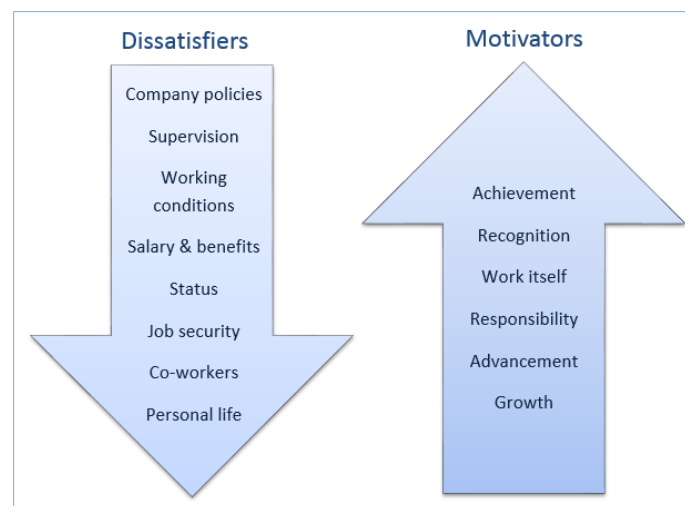 Dissatisfiers
Company policies
Supervision
Working
conditions
Salary & benefits
Status
Job security
Co-workers
Personal life
Motivators
Achievement
Recognition
Work itself
Responsibility
Advancement
Growth